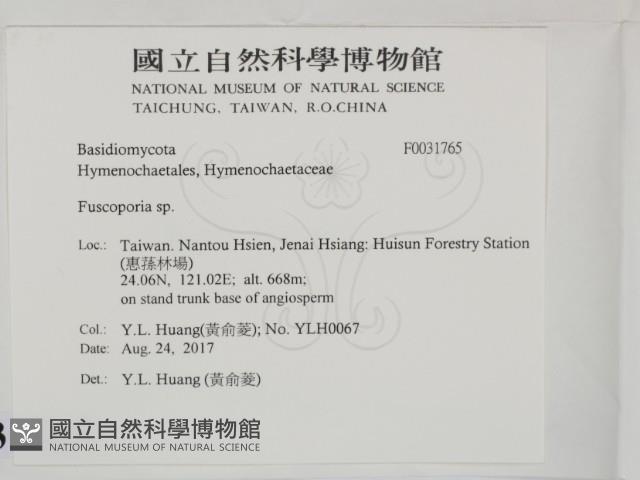 國立自然科學博物館
NATIONAL MUSEUM OF NATURAL SCIENCE
TAICHUNG, TAIWAN, R.O.CHINA
Basidiomycota F0031765
Hymenochaetales, Hymenochaetaceae
Fuscoporia sp.
Loc.: Taiwan. Nantou Hsien, Jenai Hsiang: Huisun Forestry Station
(惠蓀林場)
24.06N, 121.02E; alt. 668m;
on stand trunk base of angiosperm
Col.: Y.L. Huang(黃俞菱); No. YLH0067
Date: Aug. 24, 2017
Det.: Y.L. Huang (黃俞菱)
國立自然科學博物館
NATIONAL MUSEUM OF NATURAL SCIENCE